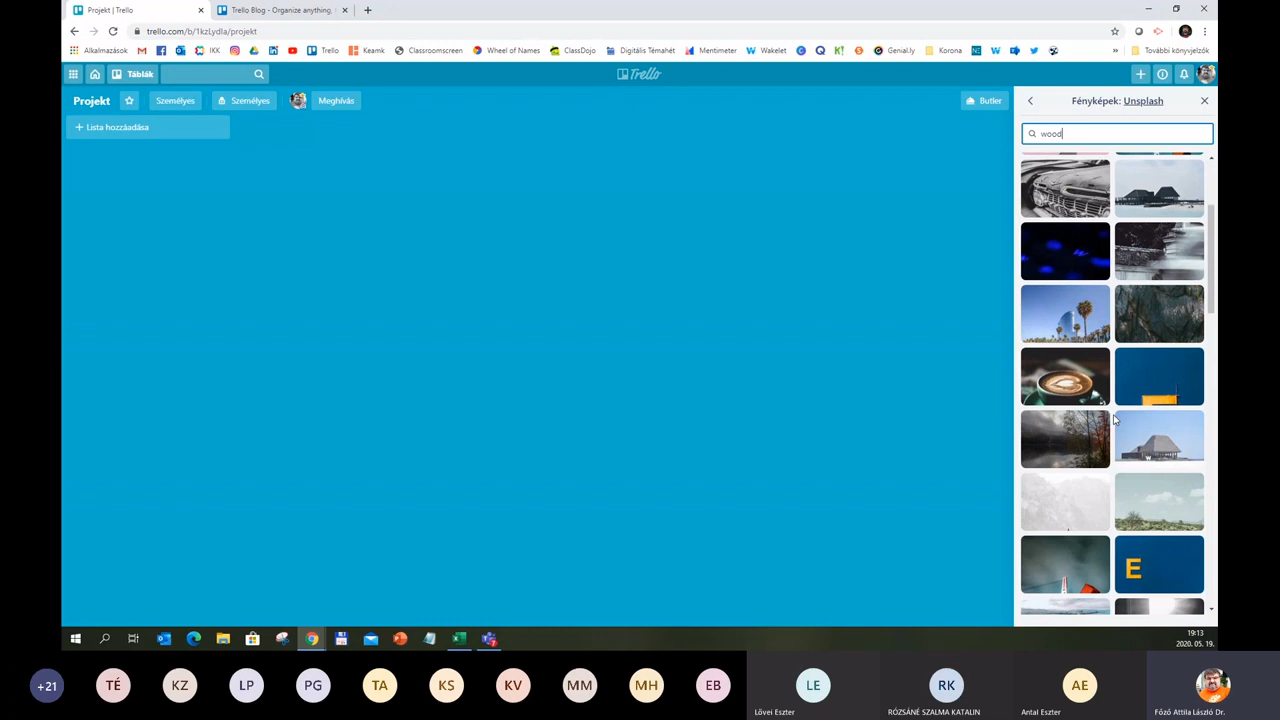 Projekt | Trello
Trello Blog - Organize anything,
trello.com/b/1kzLydla/projekt
Alkalmazások
IKK
Trello
Keamk
Classroomscreen
Wheel of Names
ClassDojo
Digitális Témahét
Mentimeter
Wakelet
Genial.ly
Korona
További könyvjelzők
Táblák
Trello
Projekt
Személyes
Személyes
Meghívás
Butler
Fényképek: Unsplash
+ Lista hozzáadása
wood
E
19:13
2020. 05. 19.
+21
TÉ
KZ
LP
PG
TA
KS
KV
MM
MH
EB
LE
RK
AE
Lövei Eszter
RÓZSÁNÉ SZALMA KATALIN
Antal Eszter
Főző Attila László Dr.